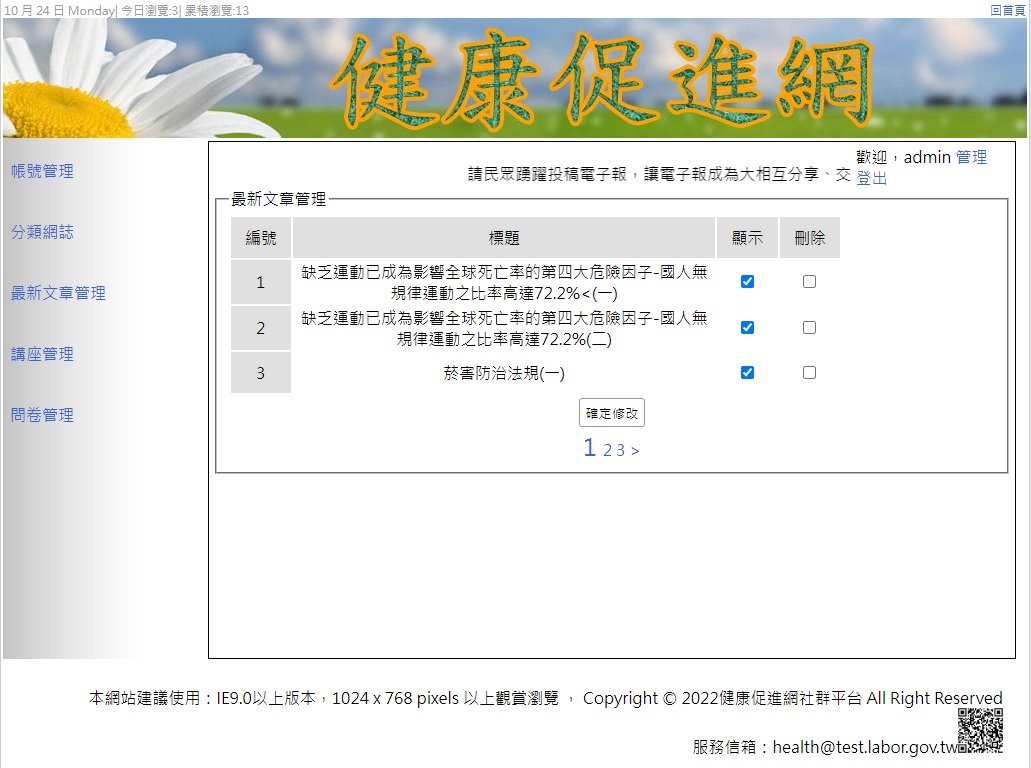 10 月 24 日 Monday| 今日瀏覽:3| 累積瀏覽:13
回首頁
健康促進網
帳號管理
分類網誌
最新文章管理
講座管理
問卷管理
請民眾踴躍投稿電子報，讓電子報成為大相互分享、交
歡迎，admin 管理
登出
最新文章管理
編號 標題 顯示 刪除
1 缺乏運動已成為影響全球死亡率的第四大危險因子-國人無
規律運動之比率高達72.2%<(一)
2 缺乏運動已成為影響全球死亡率的第四大危險因子-國人無
規律運動之比率高達72.2%(二)
3 菸害防治法規(一)
確定修改
1 2 3 >
本網站建議使用：IE9.0以上版本，1024 x 768 pixels 以上觀賞瀏覽 ， Copyright © 2022健康促進網社群平台 All Right Reserved
服務信箱：health@test.labor.gov.tw